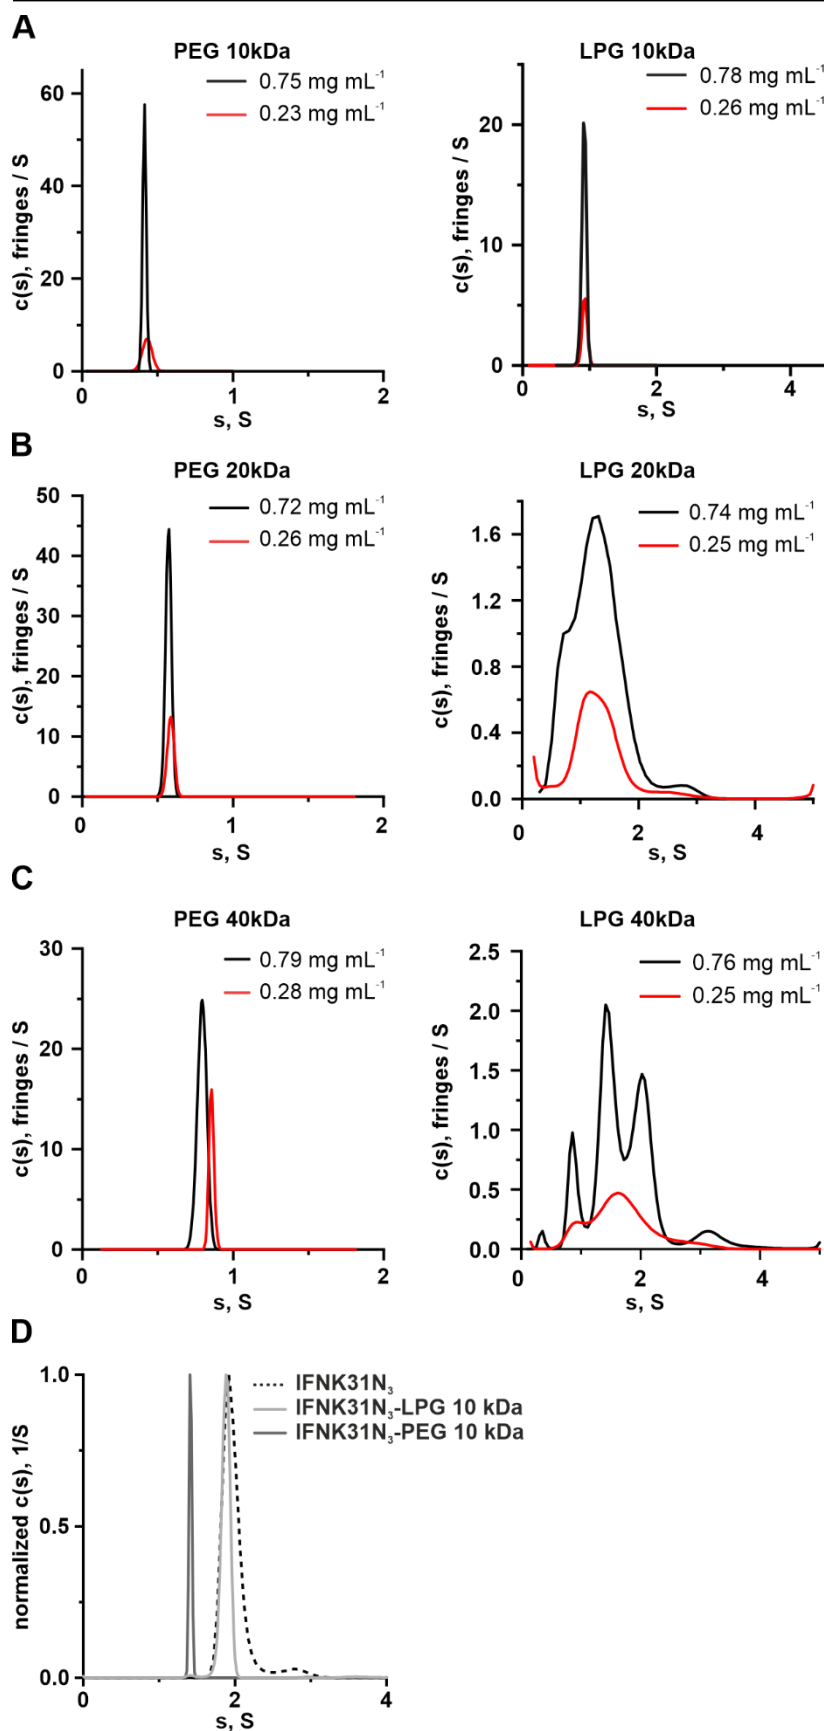 A
PEG 10kDa
0.75 mg mL⁻¹
0.23 mg mL⁻¹
c(s), fringes / S
60
40
20
0
0
1
2
s, S
LPG 10kDa
0.78 mg mL⁻¹
0.26 mg mL⁻¹
c(s), fringes / S
20
10
0
0
2
4
s, S
B
PEG 20kDa
0.72 mg mL⁻¹
0.26 mg mL⁻¹
c(s), fringes / S
50
40
30
20
10
0
0
1
2
s, S
LPG 20kDa
0.74 mg mL⁻¹
0.25 mg mL⁻¹
c(s), fringes / S
1.6
1.2
0.8
0.4
0.0
0
2
4
s, S
C
PEG 40kDa
0.79 mg mL⁻¹
0.28 mg mL⁻¹
c(s), fringes / S
30
20
10
0
0
1
2
s, S
LPG 40kDa
0.76 mg mL⁻¹
0.25 mg mL⁻¹
c(s), fringes / S
2.5
2.0
1.5
1.0
0.5
0.0
0
2
4
s, S
D
IFNK31N₃
IFNK31N₃-LPG 10 kDa
IFNK31N₃-PEG 10 kDa
normalized c(s), 1/S
1.0
0.5
0
0
2
4
s, S